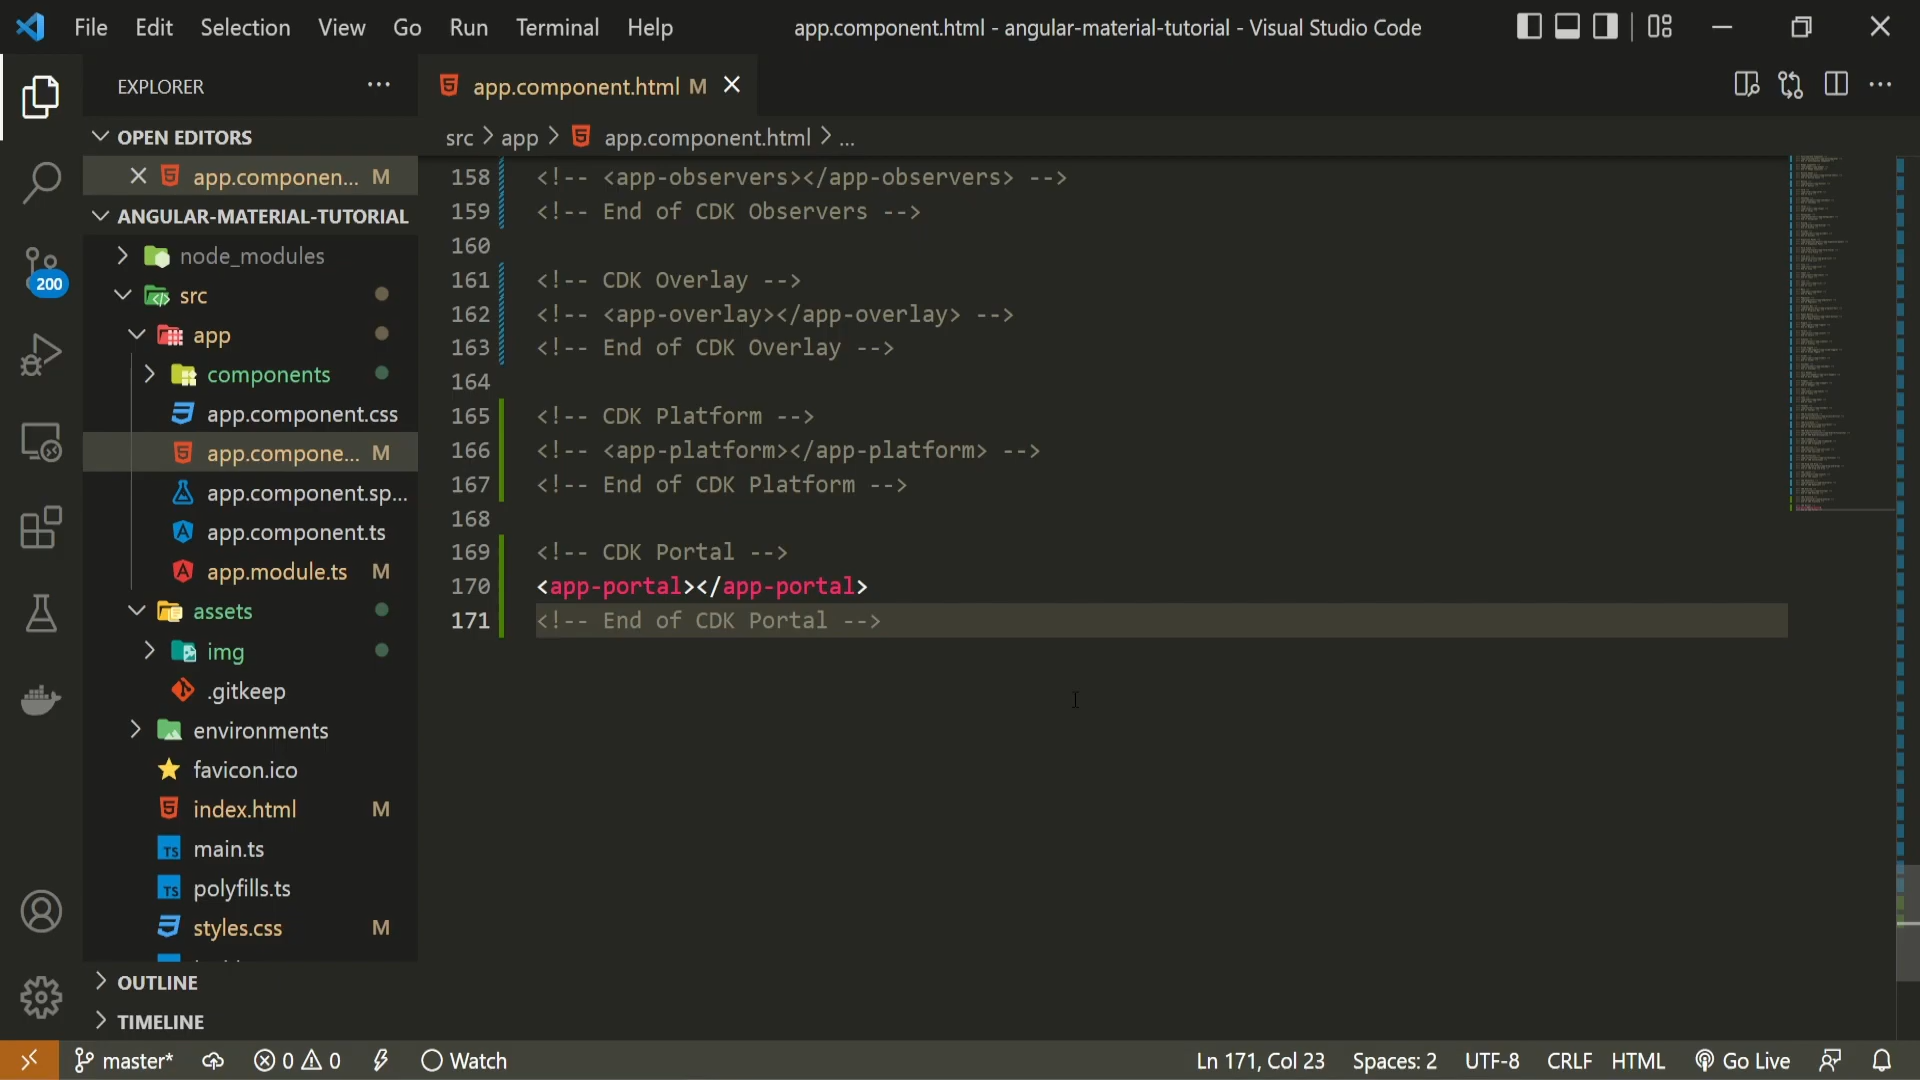 File Edit Selection View Go Run Terminal Help
app.component.html - angular-material-tutorial - Visual Studio Code
EXPLORER
OPEN EDITORS
app.componen... M
ANGULAR-MATERIAL-TUTORIAL
node_modules
src
app
components
app.component.css
app.compone... M
app.component.sp...
app.component.ts
app.module.ts M
assets
img
.gitkeep
environments
favicon.ico
index.html M
TS main.ts
TS polyfills.ts
styles.css M
OUTLINE
TIMELINE
200
app.component.html M
src > app > app.component.html > ...
158 <!-- <app-observers></app-observers> -->
159 <!-- End of CDK Observers -->
160
161 <!-- CDK Overlay -->
162 <!-- <app-overlay></app-overlay> -->
163 <!-- End of CDK Overlay -->
164
165 <!-- CDK Platform -->
166 <!-- <app-platform></app-platform> -->
167 <!-- End of CDK Platform -->
168
169 <!-- CDK Portal -->
170 <app-portal></app-portal>
171 <!-- End of CDK Portal -->
master* 0 0 Watch
Ln 171, Col 23 Spaces: 2 UTF-8 CRLF HTML Go Live